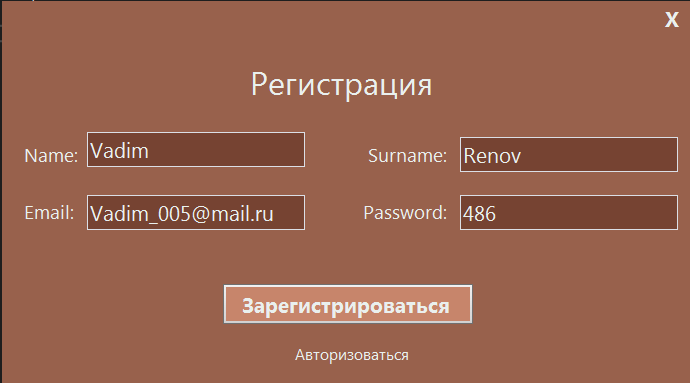 X
Регистрация
Name: Vadim Surname: Renov
Email: Vadim_005@mail.ru Password: 486
Зарегистрироваться
Авторизоваться